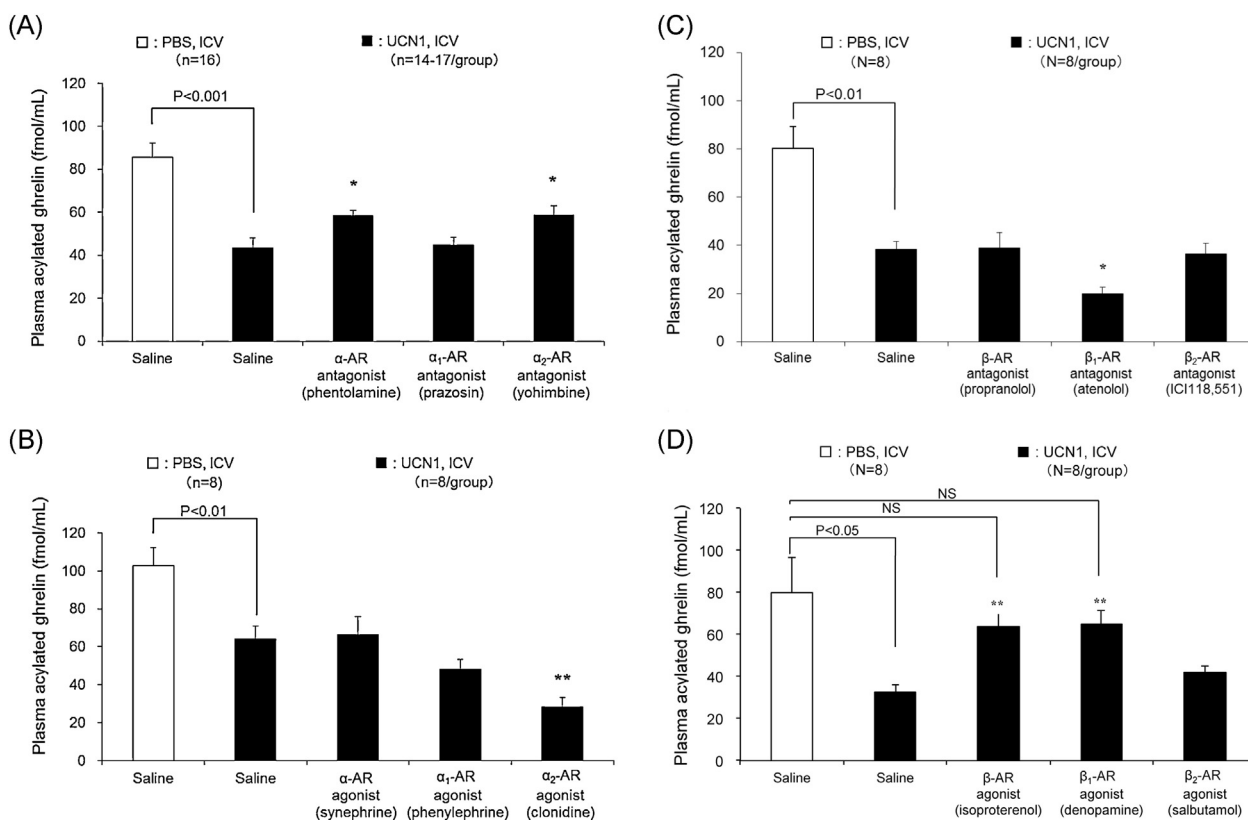 (A)
□ : PBS, ICV
(n=16)
■ : UCN1, ICV
(n=14-17/group)
P<0.001
Plasma acylated ghrelin (fmol/mL)
120
100
80
60
40
20
0
*
*
Saline
Saline
α-AR
antagonist
(phentolamine)
α₁-AR
antagonist
(prazosin)
α₂-AR
antagonist
(yohimbine)
(B)
□ : PBS, ICV
(n=8)
■ : UCN1, ICV
(n=8/group)
P<0.01
Plasma acylated ghrelin (fmol/mL)
120
100
80
60
40
20
0
**
Saline
Saline
α-AR
agonist
(synephrine)
α₁-AR
agonist
(phenylephrine)
α₂-AR
agonist
(clonidine)
(C)
□ : PBS, ICV
(N=8)
■ : UCN1, ICV
(N=8/group)
P<0.01
Plasma acylated ghrelin (fmol/mL)
120
100
80
60
40
20
0
*
Saline
Saline
β-AR
antagonist
(propranolol)
β₁-AR
antagonist
(atenolol)
β₂-AR
antagonist
(ICI118,551)
(D)
□ : PBS, ICV
(N=8)
■ : UCN1, ICV
(N=8/group)
NS
NS
P<0.05
Plasma acylated ghrelin (fmol/mL)
120
100
80
60
40
20
0
**
**
Saline
Saline
β-AR
agonist
(isoproterenol)
β₁-AR
agonist
(denopamine)
β₂-AR
agonist
(salbutamol)